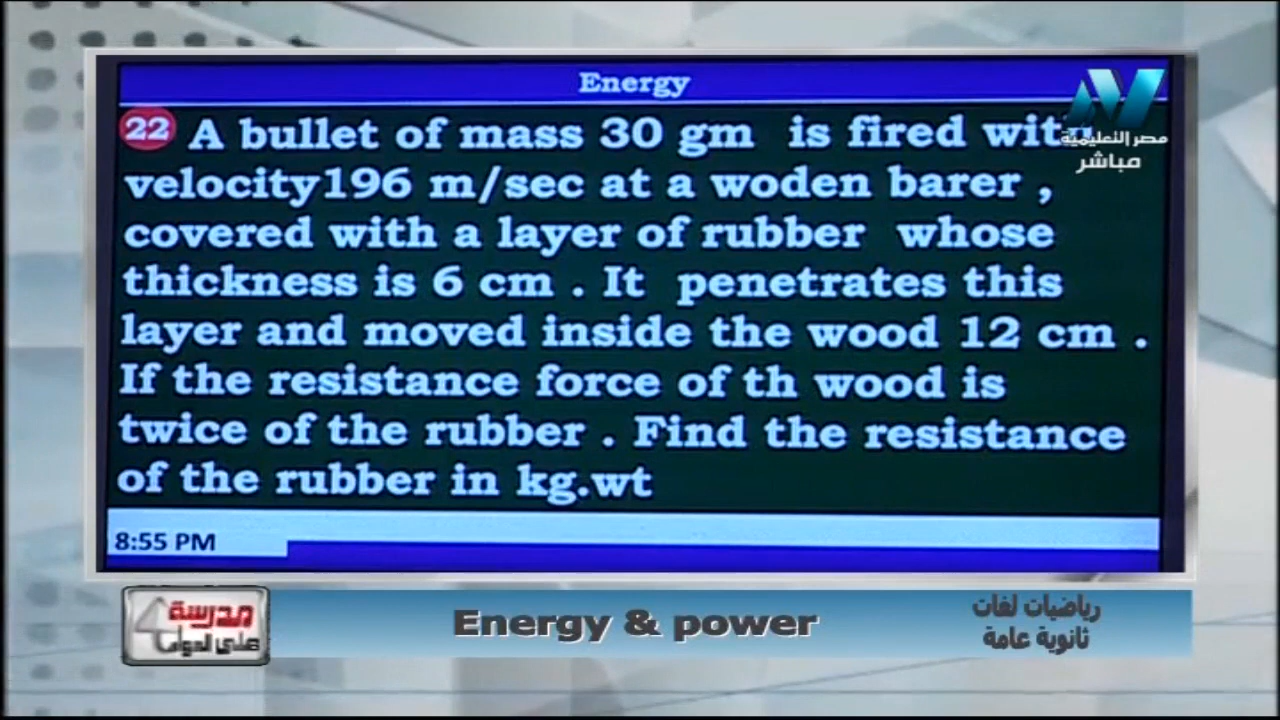 Energy
مصر التعليمية
مباشر
22 A bullet of mass 30 gm is fired with
velocity196 m/sec at a woden barer ,
covered with a layer of rubber whose
thickness is 6 cm . It penetrates this
layer and moved inside the wood 12 cm .
If the resistance force of th wood is
twice of the rubber . Find the resistance
of the rubber in kg.wt
8:55 PM
مدرسة
على الهواء
Energy & power
رياضيات لغات
ثانوية عامة